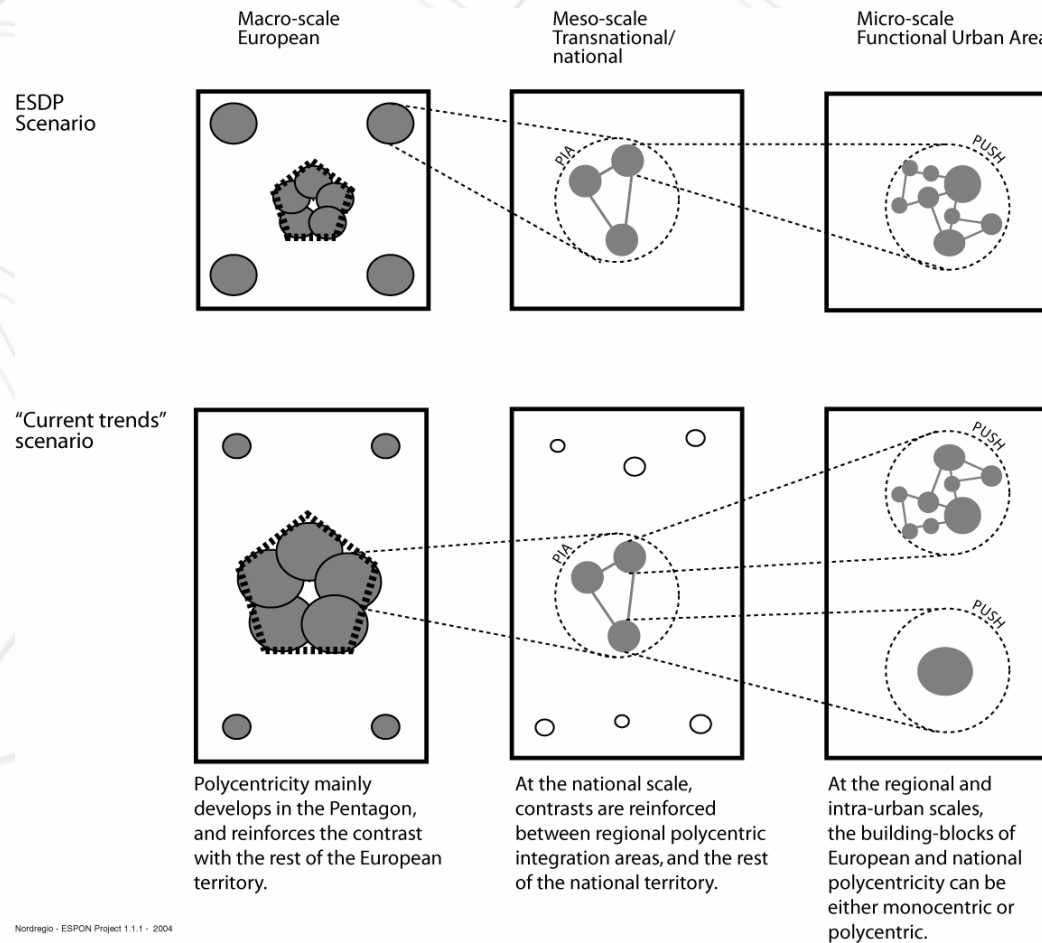 Macro-scale
European
Meso-scale
Transnational/
national
Micro-scale
Functional Urban Area
ESDP
Scenario
PIA
PUSH
“Current trends”
scenario
PIA
PUSH
PUSH
Polycentricity mainly
develops in the Pentagon,
and reinforces the contrast
with the rest of the European
territory.
At the national scale,
contrasts are reinforced
between regional polycentric
integration areas, and the rest
of the national territory.
At the regional and
intra-urban scales,
the building-blocks of
European and national
polycentricity can be
either monocentric or
polycentric.
Nordregio - ESPON Project 1.1.1 - 2004